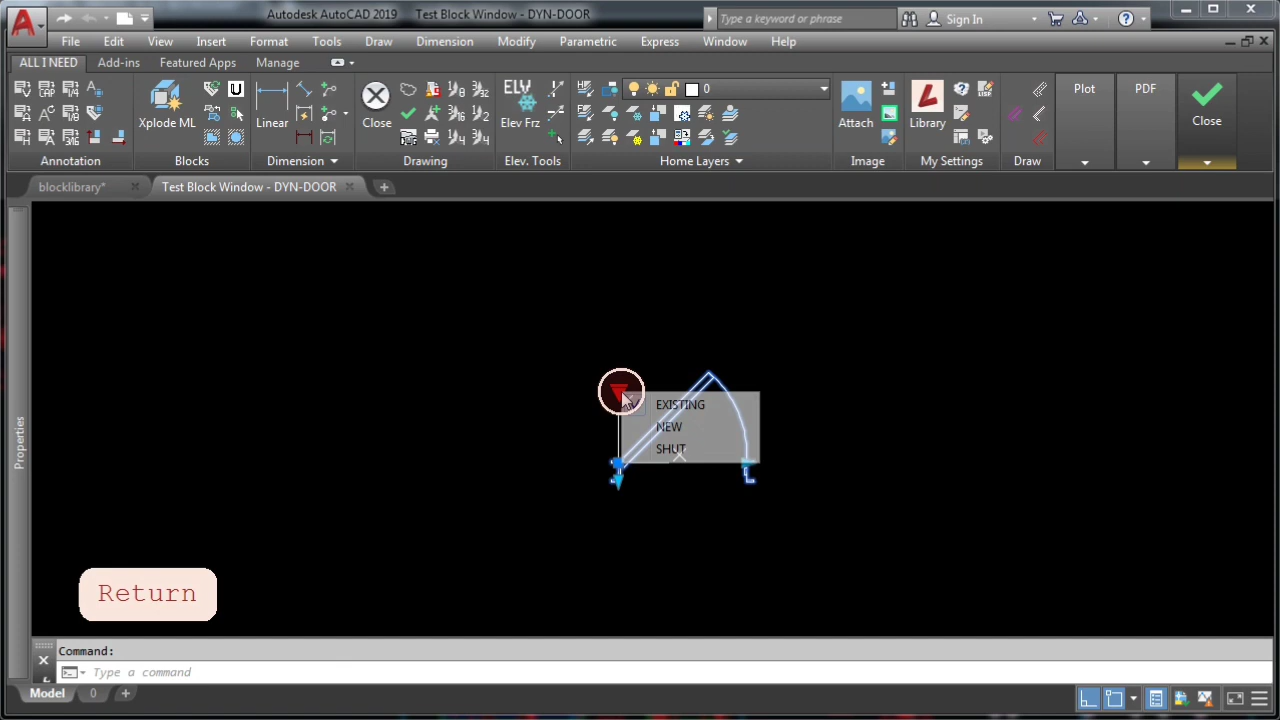 Autodesk AutoCAD 2019 Test Block Window - DYN-DOOR
Type a keyword or phrase
Sign In
File Edit View Insert Format Tools Draw Dimension Modify Parametric Express Window Help
ALL I NEED Add-ins Featured Apps Manage
Xplode ML
Linear
Close
ELV
Elev Frz
0
Attach
Library
Plot
PDF
Close
Annotation
Blocks
Dimension
Drawing
Elev. Tools
Home Layers
Image
My Settings
Draw
blocklibrary*
Test Block Window - DYN-DOOR
Properties
EXISTING
NEW
SHUT
Return
Command:
Type a command
Model
0